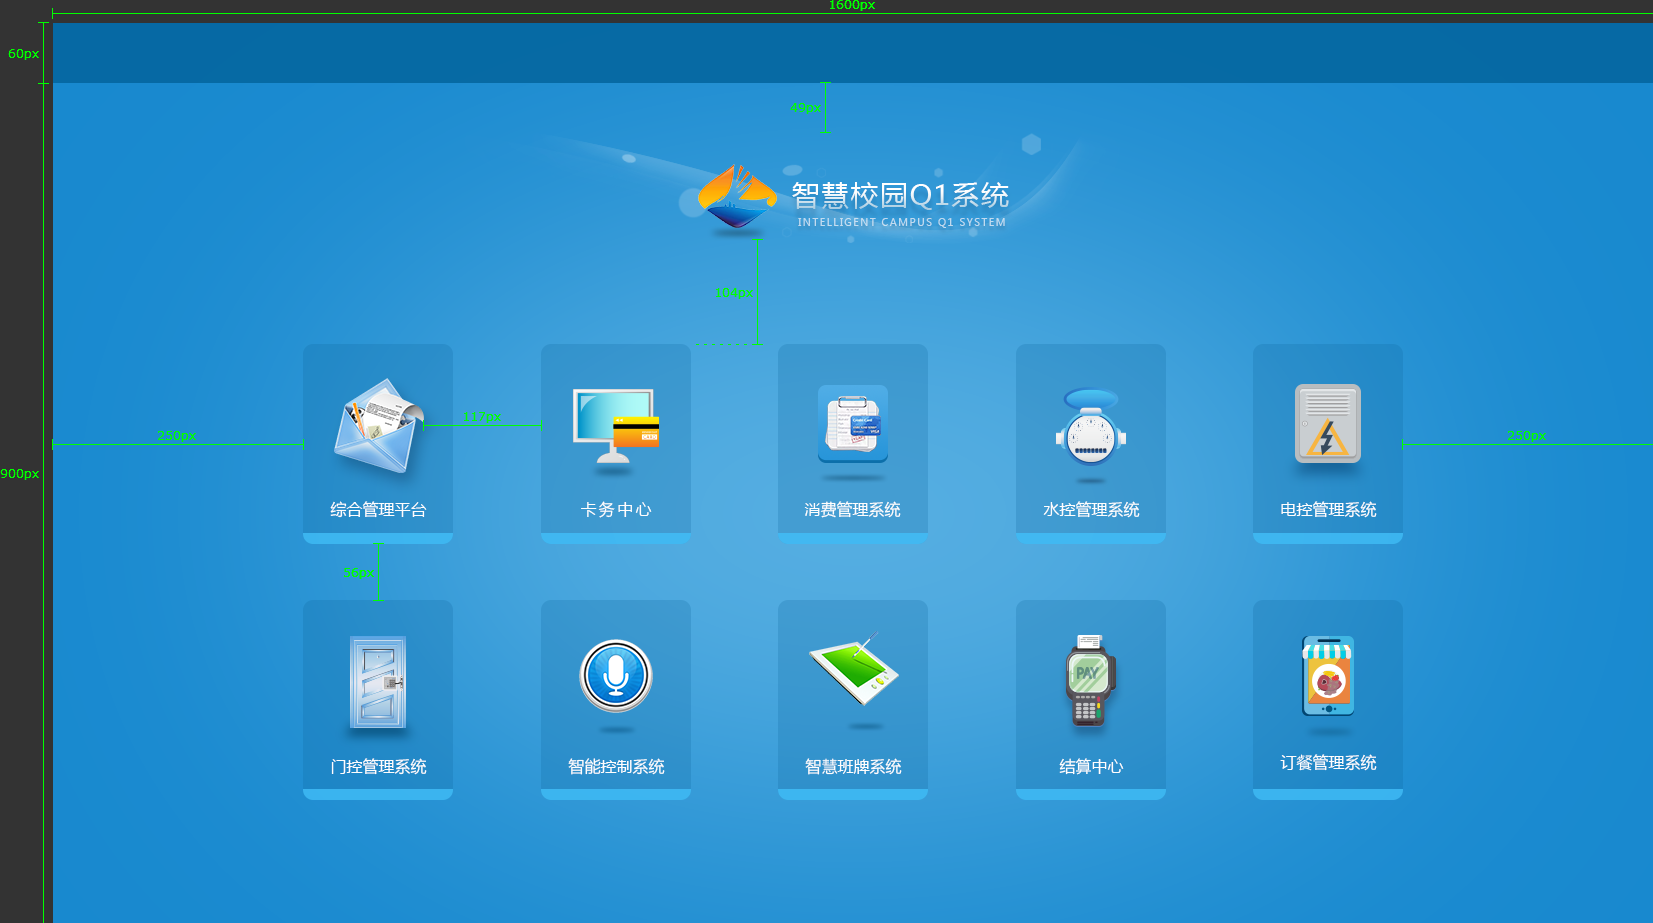 1600px
60px
49px
智慧校园Q1系统
INTELLIGENT CAMPUS Q1 SYSTEM
104px
117px
250px
250px
900px
综合管理平台
卡务中心
消费管理系统
水控管理系统
电控管理系统
56px
PAY
门控管理系统
智能控制系统
智慧班牌系统
结算中心
订餐管理系统